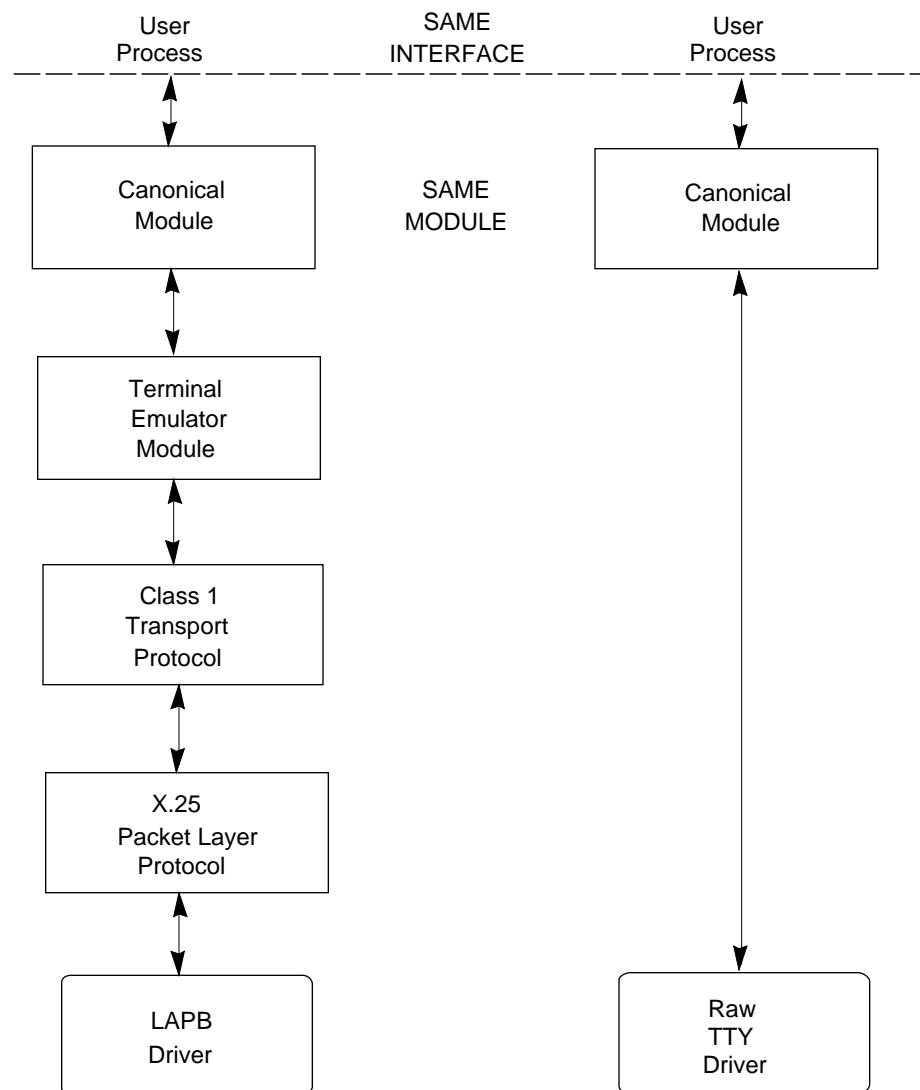 User
Process
SAME
INTERFACE
User
Process
Canonical
Module
SAME
MODULE
Canonical
Module
Terminal
Emulator
Module
Class 1
Transport
Protocol
X.25
Packet Layer
Protocol
LAPB
Driver
Raw
TTY
Driver